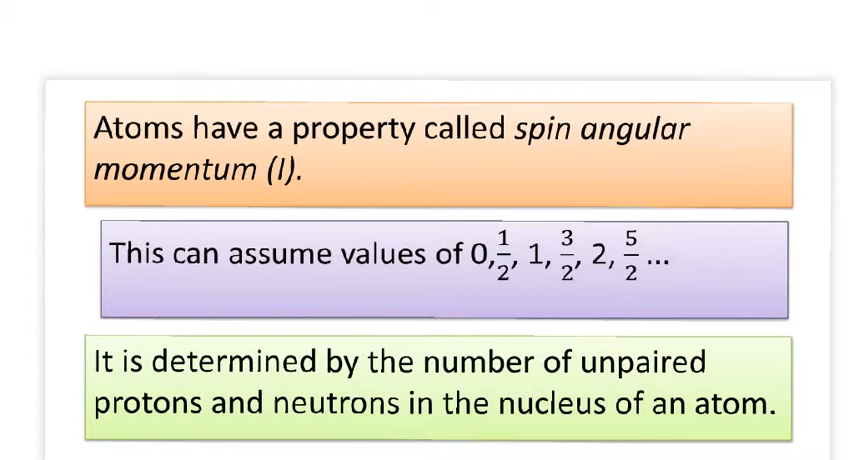 Atoms have a property called spin angular
momentum (I).
This can assume values of 0, 1/2, 1, 3/2, 2, 5/2 ...
It is determined by the number of unpaired
protons and neutrons in the nucleus of an atom.